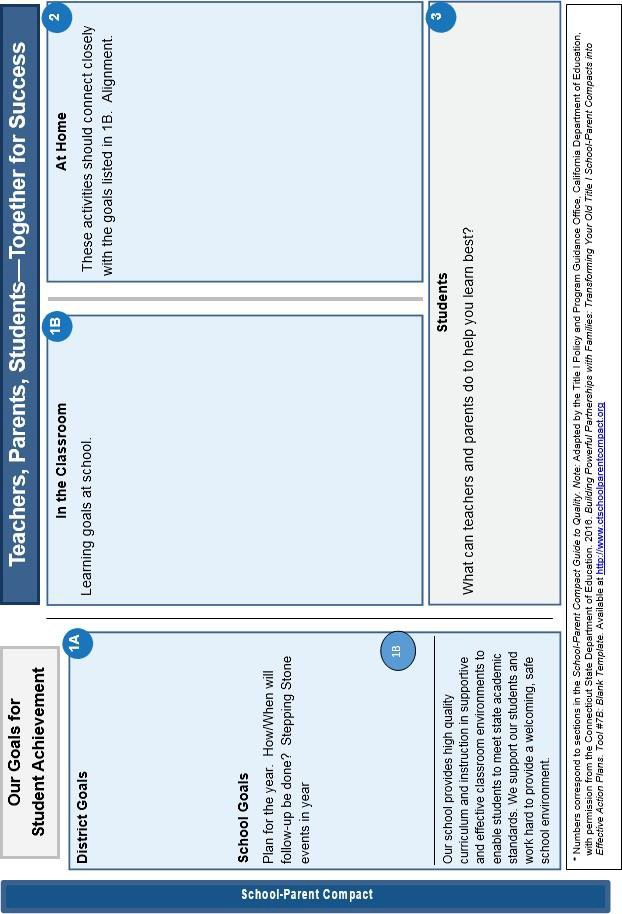 School-Parent Compact
Our Goals for
Student Achievement
1A
District Goals
School Goals
Plan for the year. How/When will
follow-up be done? Stepping Stone
events in year
1B
Our school provides high quality
curriculum and instruction in supportive
and effective classroom environments to
enable students to meet state academic
standards. We support our students and
work hard to provide a welcoming, safe
school environment.
Teachers, Parents, Students—Together for Success
1B
In the Classroom
Learning goals at school.
2
At Home
These activities should connect closely
with the goals listed in 1B. Alignment.
3
Students
What can teachers and parents do to help you learn best?
* Numbers correspond to sections in the School-Parent Compact Guide to Quality. Note: Adapted by the Title I Policy and Program Guidance Office, California Department of Education,
with permission from the Connecticut State Department of Education. 2016. Building Powerful Partnerships with Families: Transforming Your Old Title I School-Parent Compacts into
Effective Action Plans. Tool #7B: Blank Template. Available at http://www.ctschoolparentcompact.org